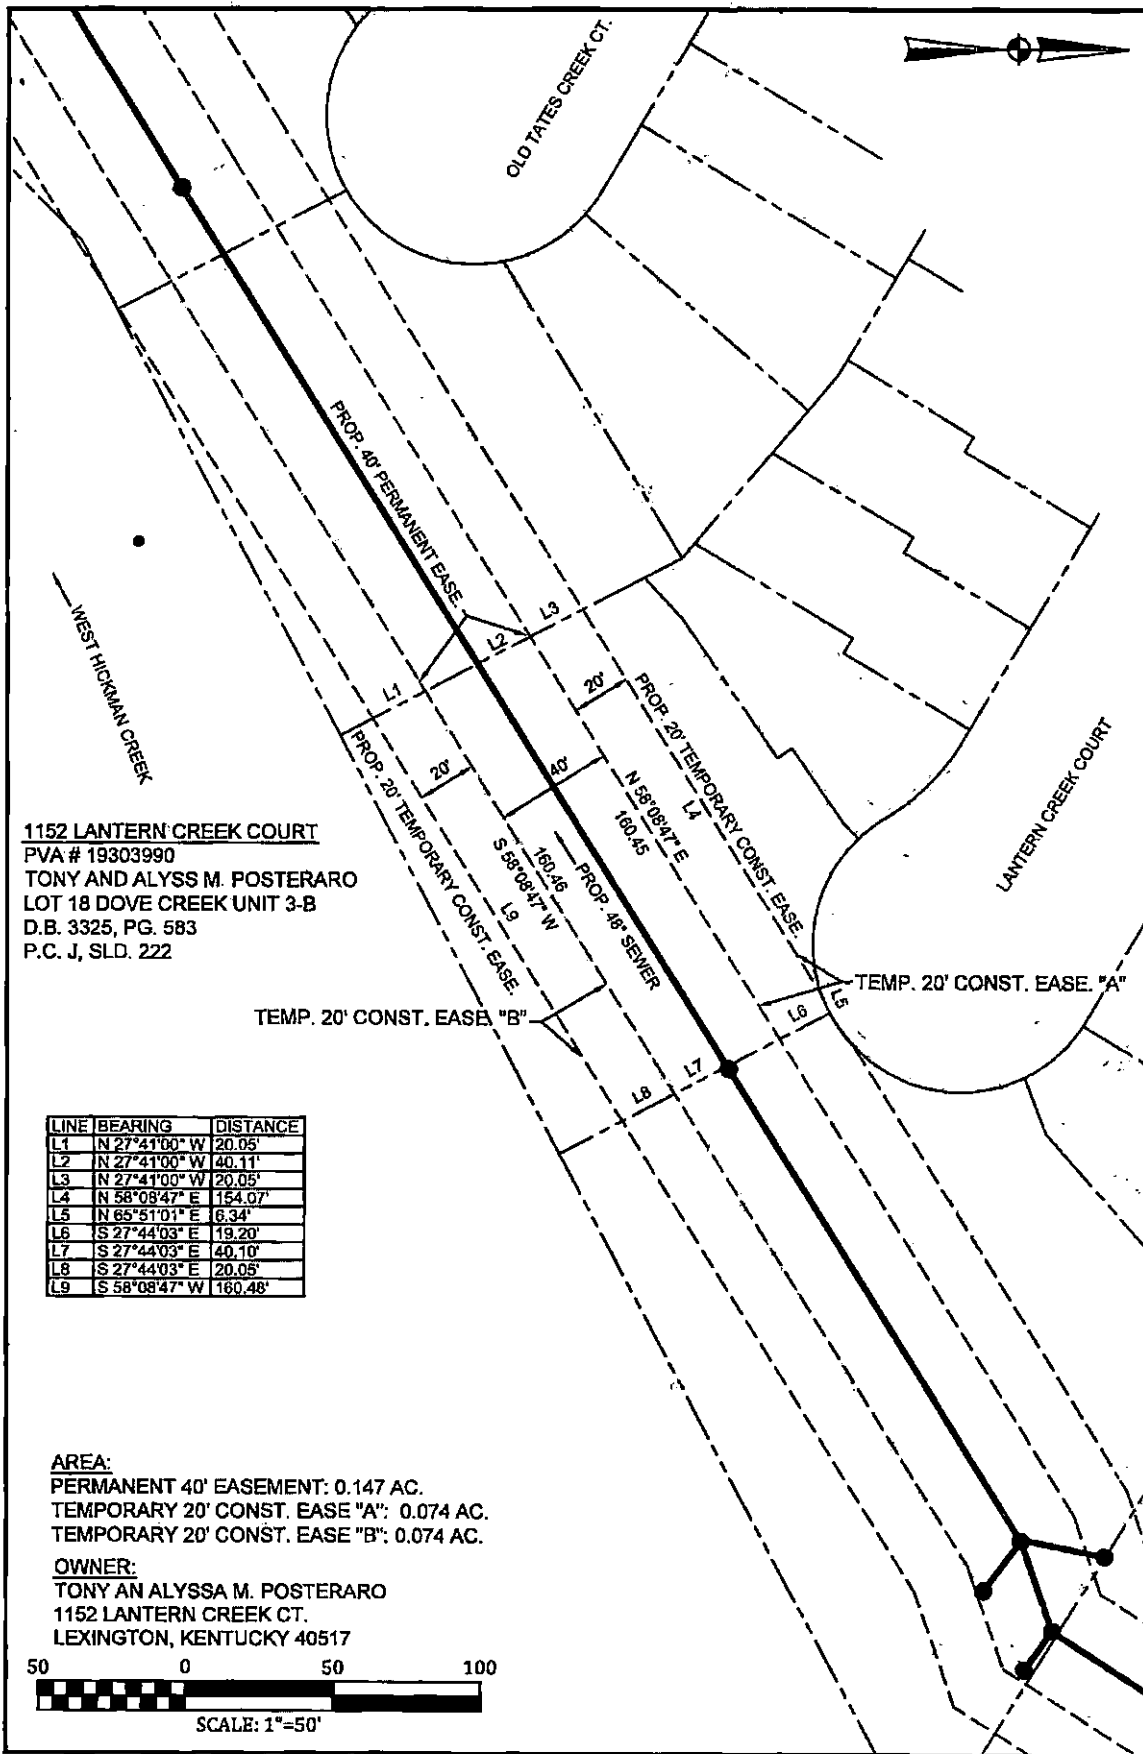 OLD TATES CREEK CT.
PROP. 40' PERMANENT EASE.
WEST HICKMAN CREEK
L1
L2
L3
20'
20'
40'
PROP. 20' TEMPORARY CONST. EASE.
L4
N 58°08'47" E
160.45
PROP. 48" SEWER
160.46
S 58°08'47" W
L9
PROP. 20' TEMPORARY CONST. EASE.
LANTERN CREEK COURT
1152 LANTERN CREEK COURT
PVA # 19303990
TONY AND ALYSS M. POSTERARO
LOT 18 DOVE CREEK UNIT 3-B
D.B. 3325, PG. 583
P.C. J, SLD. 222
TEMP. 20' CONST. EASE. "A"
L5
L6
TEMP. 20' CONST. EASE. "B"
L7
L8
LINE BEARING DISTANCE
L1 N 27°41'00" W 20.05'
L2 N 27°41'00" W 40.11'
L3 N 27°41'00" W 20.05'
L4 N 58°08'47" E 154.07'
L5 N 65°51'01" E 6.34'
L6 S 27°44'03" E 19.20'
L7 S 27°44'03" E 40.10'
L8 S 27°44'03" E 20.05'
L9 S 58°08'47" W 160.48'
AREA:
PERMANENT 40' EASEMENT: 0.147 AC.
TEMPORARY 20' CONST. EASE "A": 0.074 AC.
TEMPORARY 20' CONST. EASE "B": 0.074 AC.
OWNER:
TONY AN ALYSSA M. POSTERARO
1152 LANTERN CREEK CT.
LEXINGTON, KENTUCKY 40517
50 0 50 100
SCALE: 1"=50'